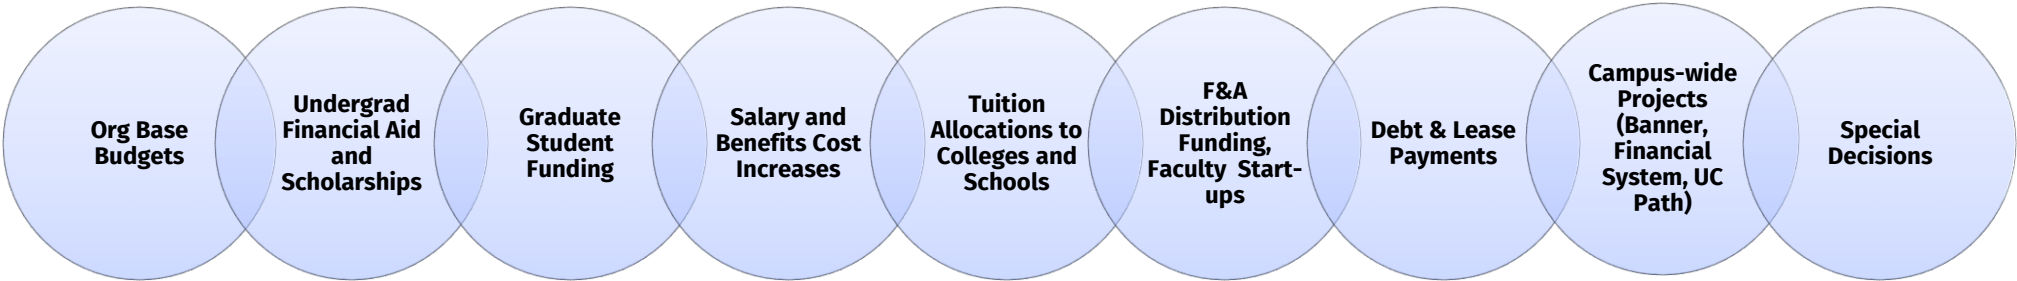 Org Base
Budgets
Undergrad
Financial Aid
and
Scholarships
Graduate
Student
Funding
Salary and
Benefits Cost
Increases
Tuition
Allocations to
Colleges and
Schools
F&A
Distribution
Funding,
Faculty  Start-
ups
Debt & Lease
Payments
Campus-wide
Projects
(Banner,
Financial
System, UC
Path)
Special
Decisions